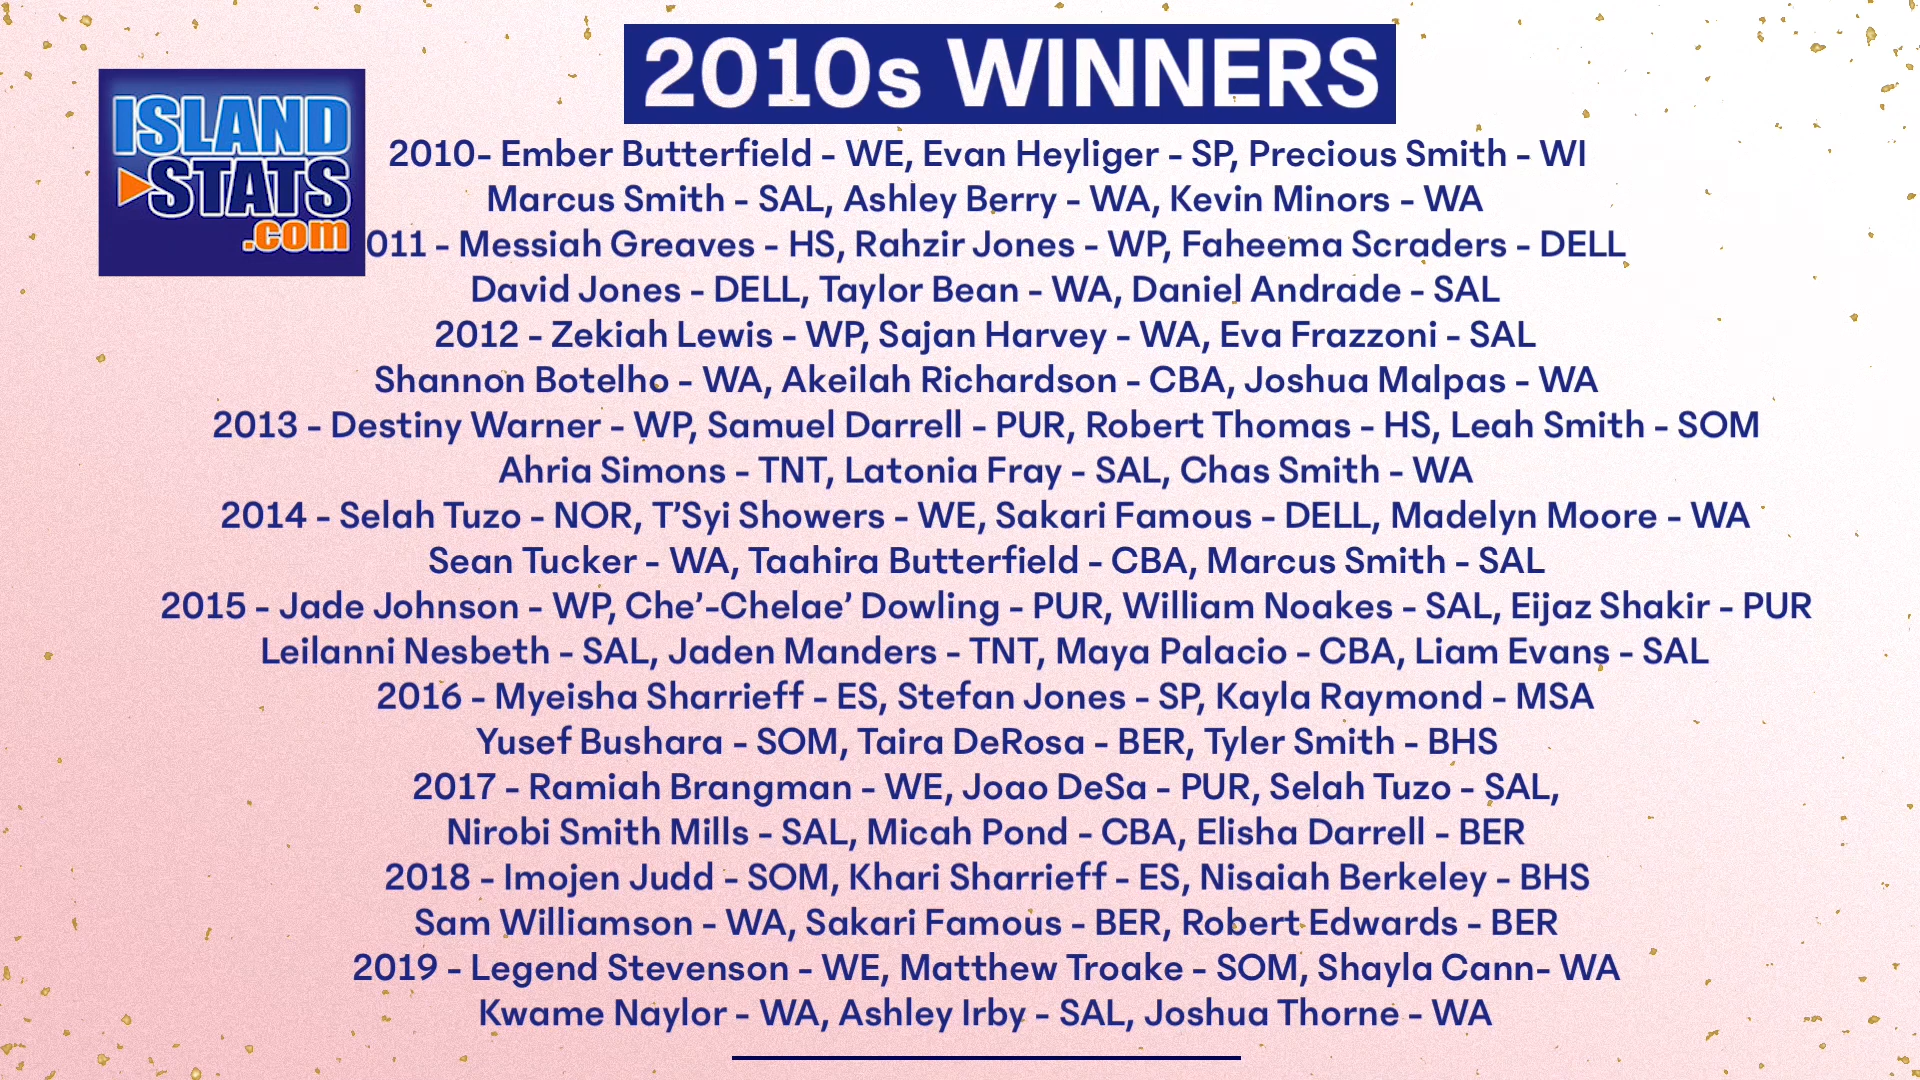 2010s WINNERS
ISLAND
STATS
.com
2010- Ember Butterfield - WE, Evan Heyliger - SP, Precious Smith - WI
Marcus Smith - SAL, Ashley Berry - WA, Kevin Minors - WA
011 - Messiah Greaves - HS, Rahzir Jones - WP, Faheema Scraders - DELL
David Jones - DELL, Taylor Bean - WA, Daniel Andrade - SAL
2012 - Zekiah Lewis - WP, Sajan Harvey - WA, Eva Frazzoni - SAL
Shannon Botelho - WA, Akeilah Richardson - CBA, Joshua Malpas - WA
2013 - Destiny Warner - WP, Samuel Darrell - PUR, Robert Thomas - HS, Leah Smith - SOM
Ahria Simons - TNT, Latonia Fray - SAL, Chas Smith - WA
2014 - Selah Tuzo - NOR, T’Syi Showers - WE, Sakari Famous - DELL, Madelyn Moore - WA
Sean Tucker - WA, Taahira Butterfield - CBA, Marcus Smith - SAL
2015 - Jade Johnson - WP, Che’-Chelae’ Dowling - PUR, William Noakes - SAL, Eijaz Shakir - PUR
Leilanni Nesbeth - SAL, Jaden Manders - TNT, Maya Palacio - CBA, Liam Evans - SAL
2016 - Myeisha Sharrieff - ES, Stefan Jones - SP, Kayla Raymond - MSA
Yusef Bushara - SOM, Taira DeRosa - BER, Tyler Smith - BHS
2017 - Ramiah Brangman - WE, Joao DeSa - PUR, Selah Tuzo - SAL,
Nirobi Smith Mills - SAL, Micah Pond - CBA, Elisha Darrell - BER
2018 - Imojen Judd - SOM, Khari Sharrieff - ES, Nisaiah Berkeley - BHS
Sam Williamson - WA, Sakari Famous - BER, Robert Edwards - BER
2019 - Legend Stevenson - WE, Matthew Troake - SOM, Shayla Cann- WA
Kwame Naylor - WA, Ashley Irby - SAL, Joshua Thorne - WA